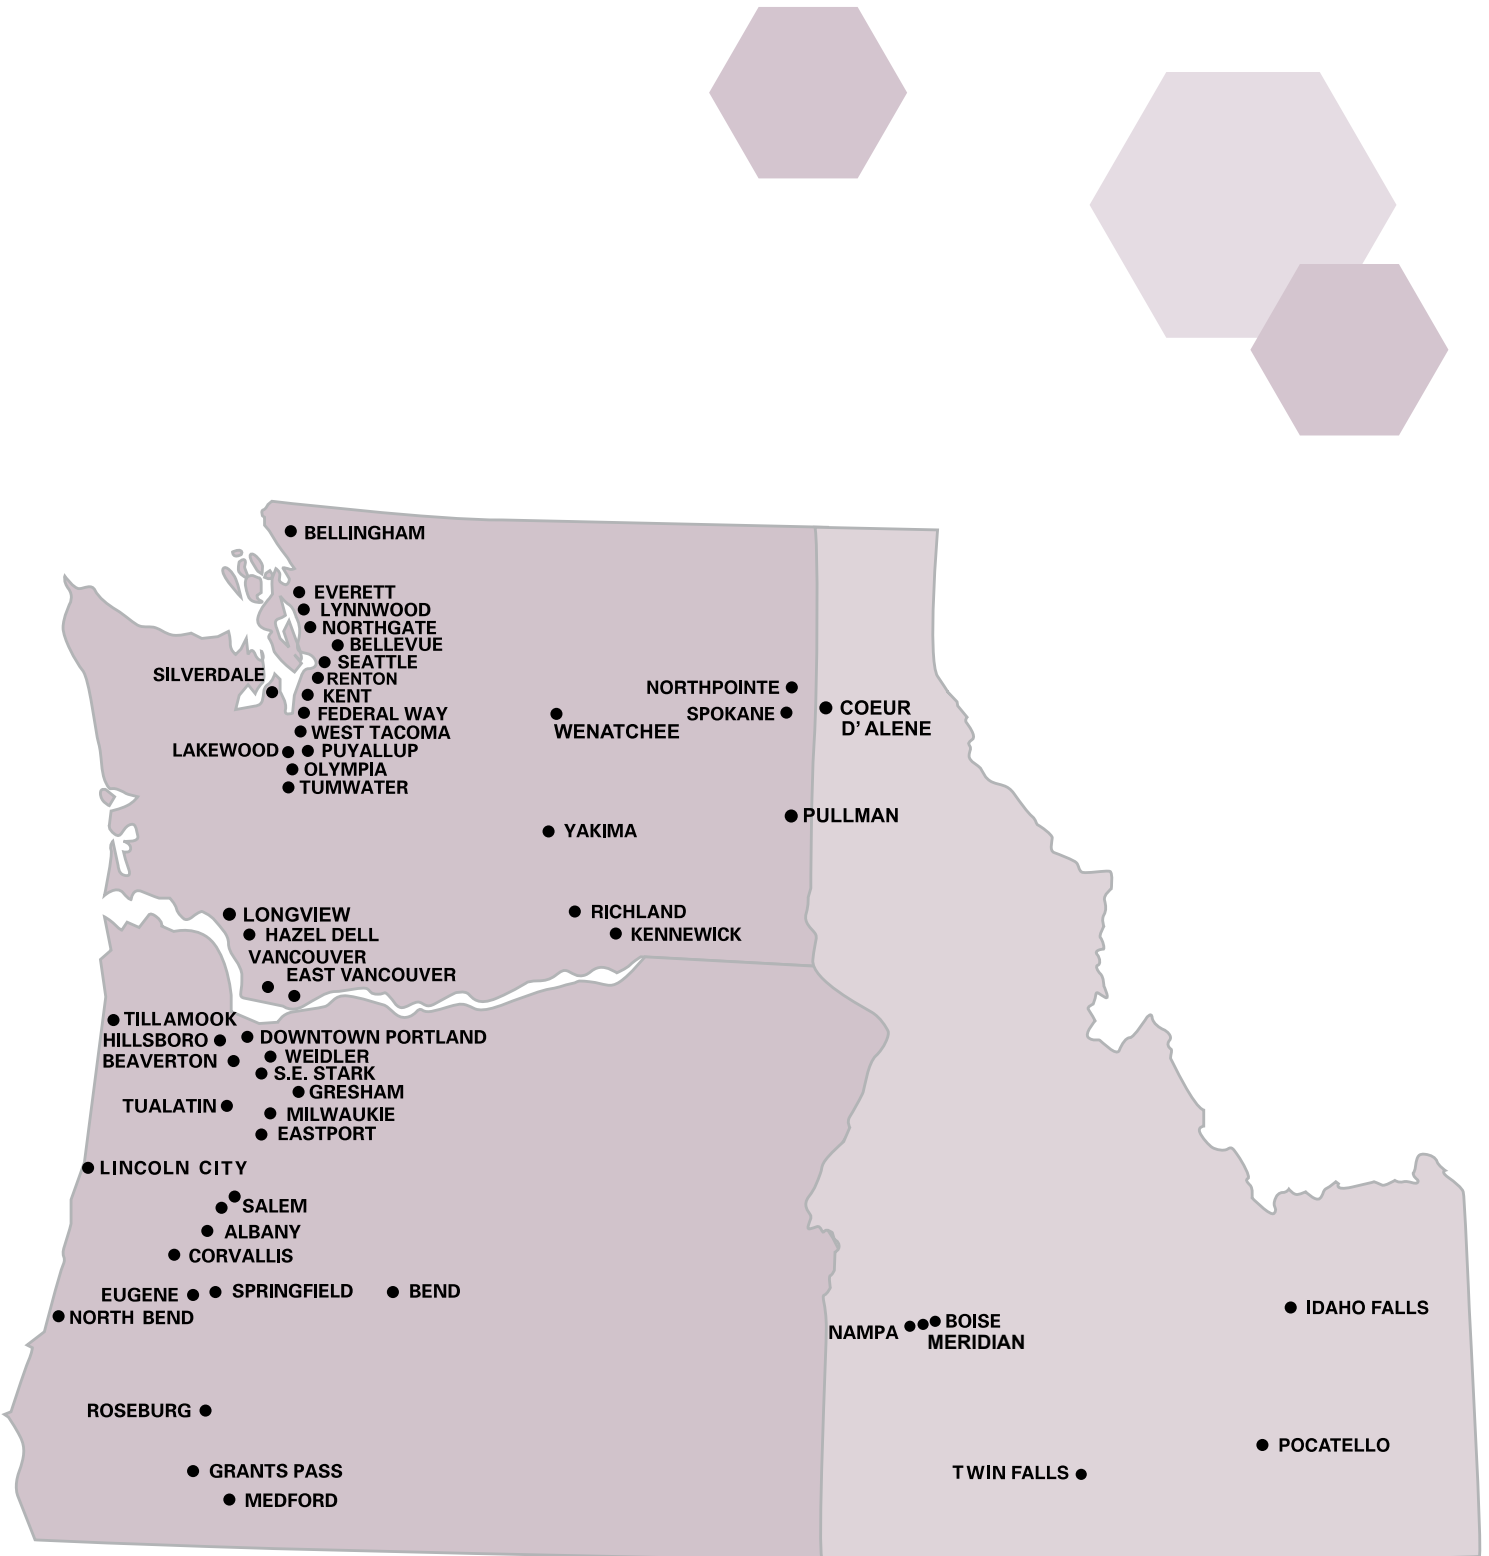 BELLINGHAM
EVERETT
LYNNWOOD
NORTHGATE
BELLEVUE
SEATTLE
SILVERDALE
RENTON
KENT
FEDERAL WAY
WEST TACOMA
LAKEWOOD
PUYALLUP
OLYMPIA
TUMWATER
NORTHPOINTE
SPOKANE
WENATCHEE
COEUR
D' ALENE
PULLMAN
YAKIMA
LONGVIEW
RICHLAND
HAZEL DELL
KENNEWICK
VANCOUVER
EAST VANCOUVER
TILLAMOOK
HILLSBORO
DOWNTOWN PORTLAND
BEAVERTON
WEIDLER
S.E. STARK
GRESHAM
TUALATIN
MILWAUKIE
EASTPORT
LINCOLN CITY
SALEM
ALBANY
CORVALLIS
EUGENE
SPRINGFIELD
BEND
NORTH BEND
NAMPA
BOISE
MERIDIAN
IDAHO FALLS
ROSEBURG
POCATELLO
GRANTS PASS
TWIN FALLS
MEDFORD